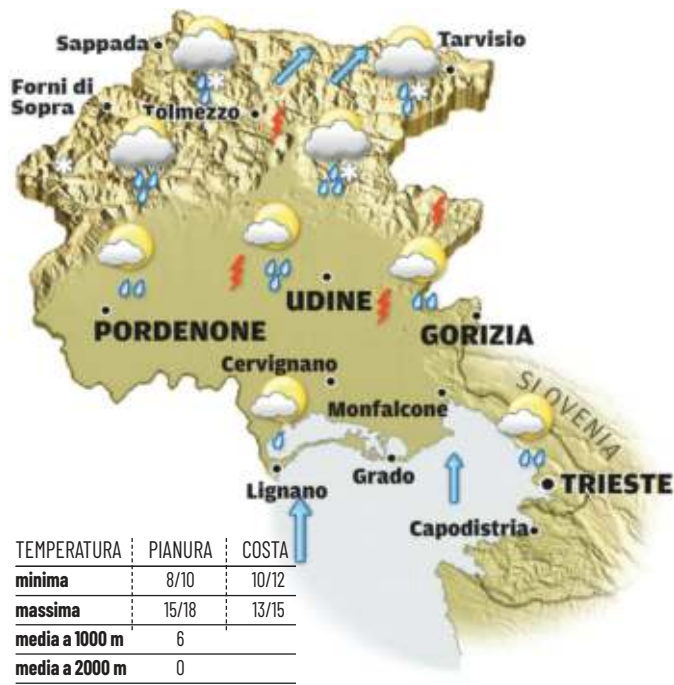 Sappada
Tarvisio
Forni di
Sopra
Tolmezzo
UDINE
PORDENONE
GORIZIA
Cervignano
SLOVENIA
Monfalcone
Grado
Lignano
TRIESTE
Capodistria
TEMPERATURA PIANURA COSTA
minima 8/10 10/12
massima 15/18 13/15
media a 1000 m 6
media a 2000 m 0